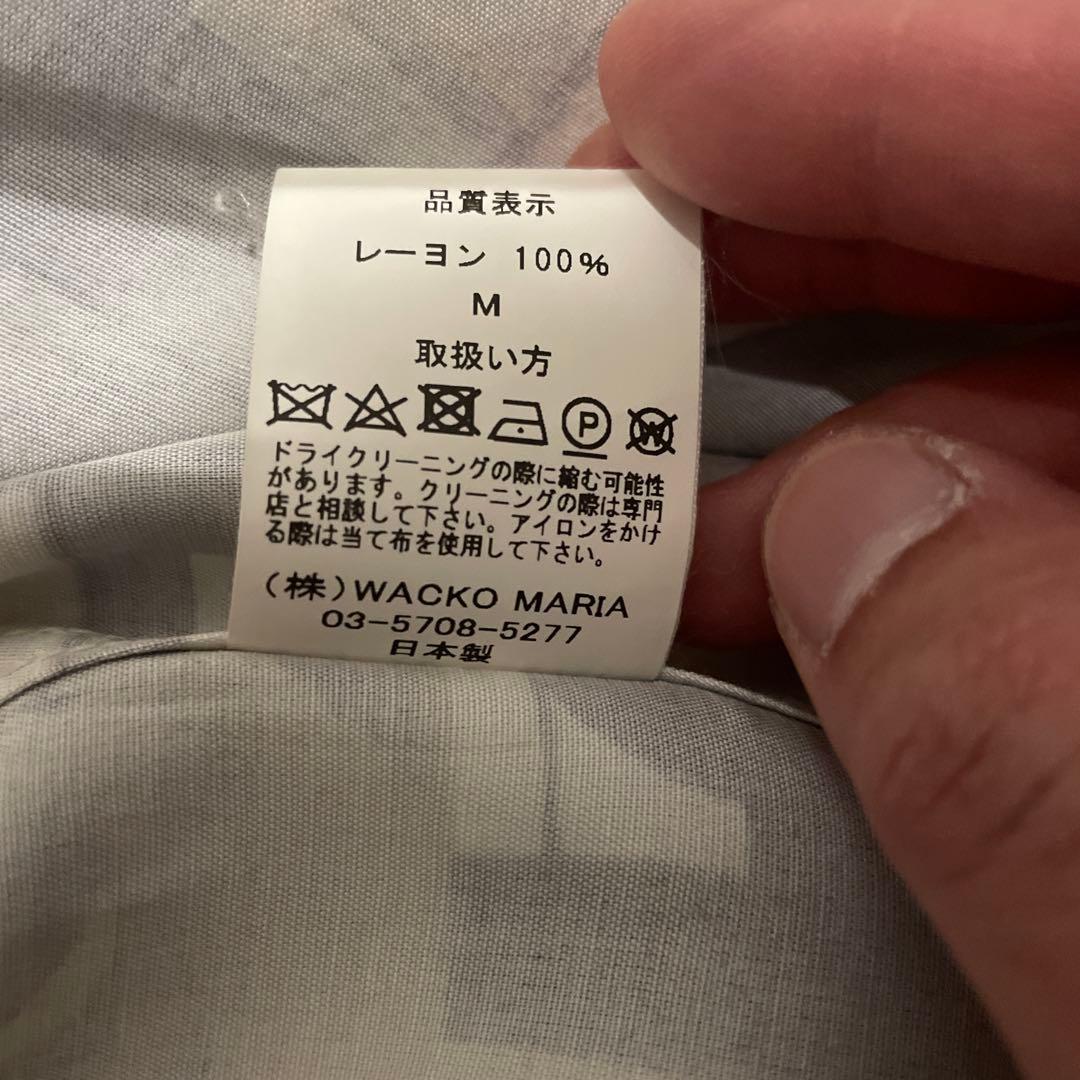 品質表示
レーヨン 100%
M
取扱い方
P W
ドライクリーニングの際に縮む可能性
があります。クリーニングの際は専門
店と相談して下さい。アイロンをかけ
る際は当て布を使用して下さい。
(株)WACKO MARIA
03-5708-5277
日本製